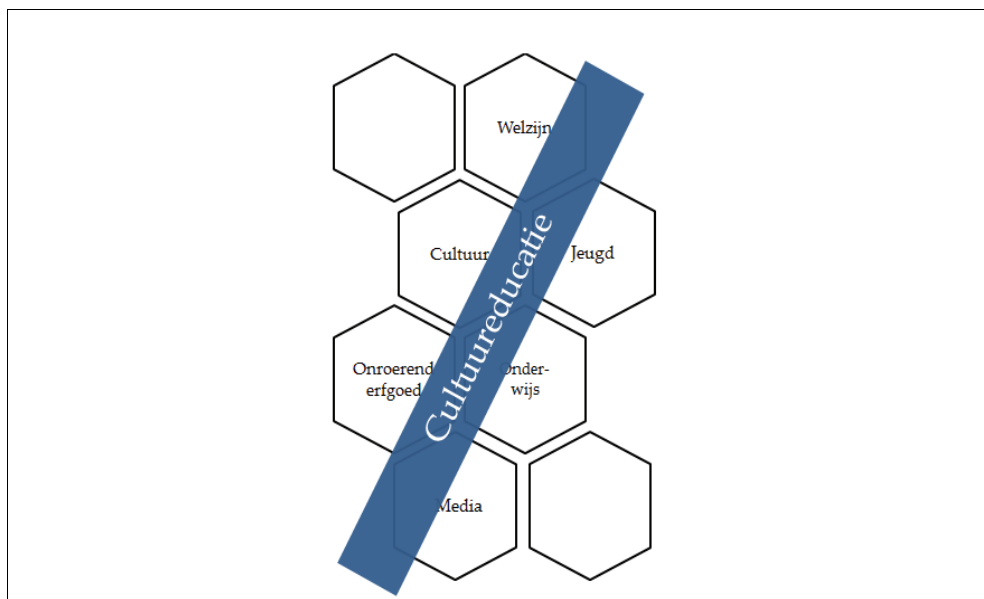 Welzijn
Cultuur
Jeugd
Cultuureducatie
Onroerend
erfgoed
Onder-
wijs
Media